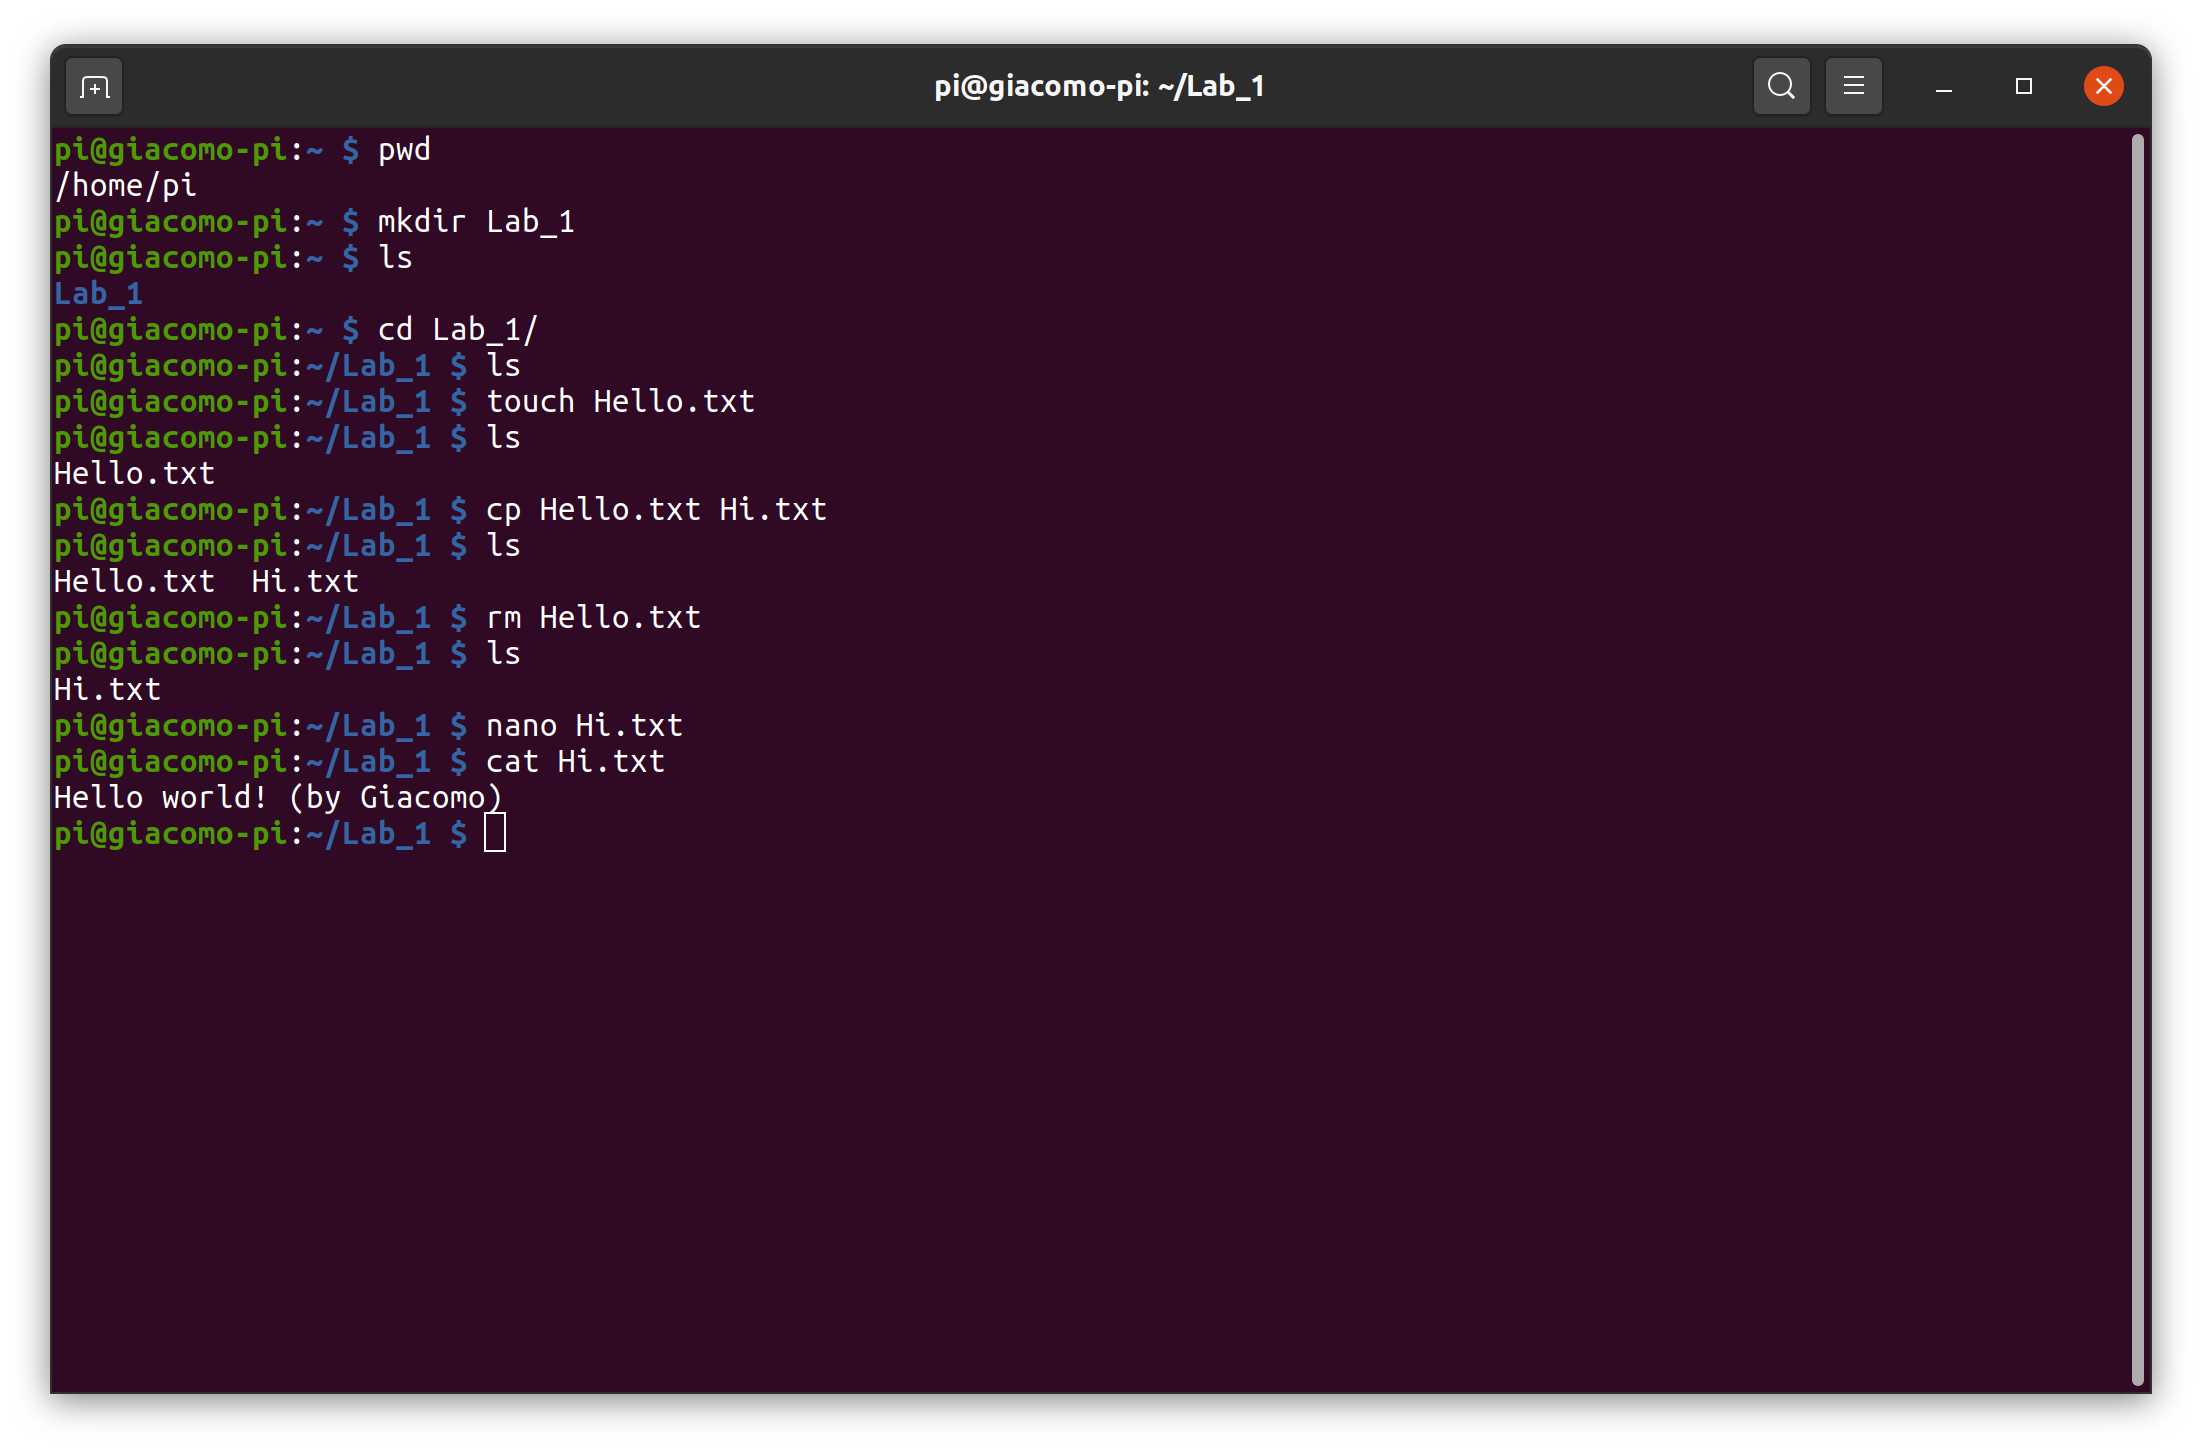 pi@giacomo-pi: ~/Lab_1
pi@giacomo-pi:~ $ pwd
/home/pi
pi@giacomo-pi:~ $ mkdir Lab_1
pi@giacomo-pi:~ $ ls
Lab_1
pi@giacomo-pi:~ $ cd Lab_1/
pi@giacomo-pi:~/Lab_1 $ ls
pi@giacomo-pi:~/Lab_1 $ touch Hello.txt
pi@giacomo-pi:~/Lab_1 $ ls
Hello.txt
pi@giacomo-pi:~/Lab_1 $ cp Hello.txt Hi.txt
pi@giacomo-pi:~/Lab_1 $ ls
Hello.txt  Hi.txt
pi@giacomo-pi:~/Lab_1 $ rm Hello.txt
pi@giacomo-pi:~/Lab_1 $ ls
Hi.txt
pi@giacomo-pi:~/Lab_1 $ nano Hi.txt
pi@giacomo-pi:~/Lab_1 $ cat Hi.txt
Hello world! (by Giacomo)
pi@giacomo-pi:~/Lab_1 $